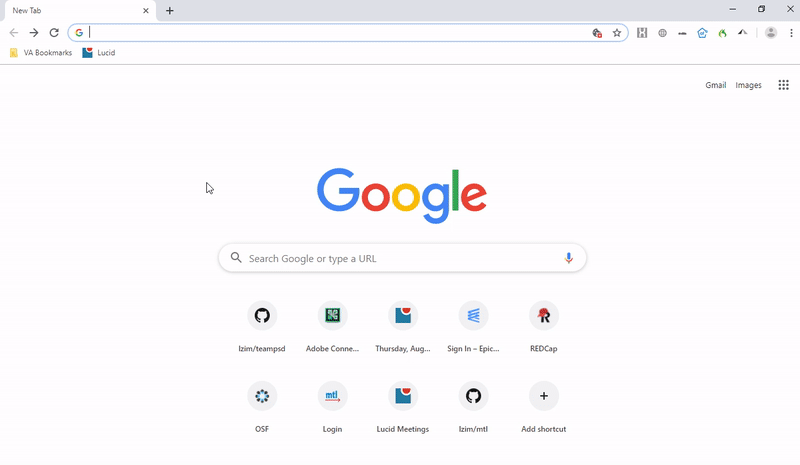 New Tab
VA Bookmarks
Lucid
Gmail Images
Google
Search Google or type a URL
lzim/teampsd
Adobe Conne...
Thursday, Aug...
Sign In – Epic...
REDCap
mtl
OSF
Login
Lucid Meetings
lzim/mtl
Add shortcut